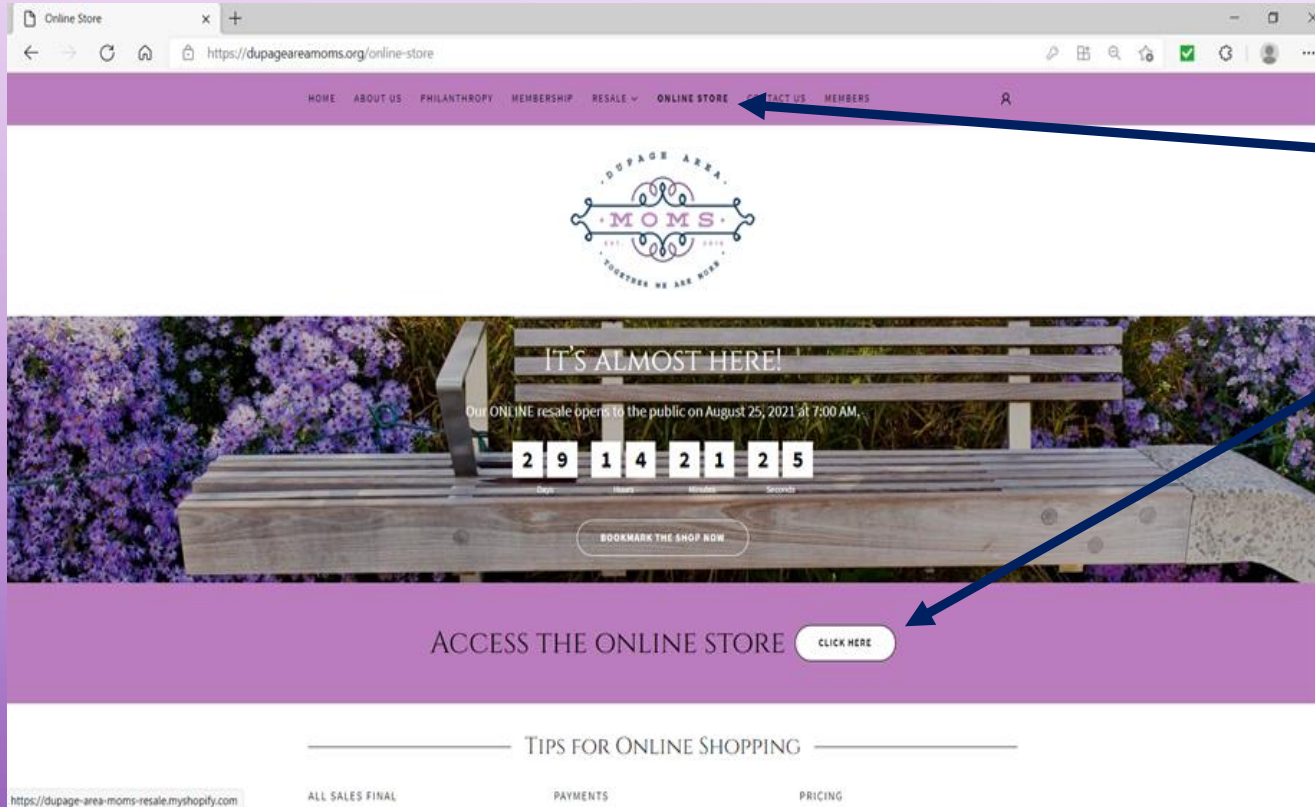 Online Store
https://dupageareamoms.org/online-store
HOME ABOUT US PHILANTHROPY MEMBERSHIP RESALE ONLINE STORE CONTACT US MEMBERS
· DUPAGE AREA ·
· MOMS ·
EST.
· TOGETHER WE ARE MORE ·
IT'S ALMOST HERE!
Our ONLINE resale opens to the public on August 25, 2021 at 7:00 AM.
2 9 1 4 2 1 2 5
Days Hours Minutes Seconds
BOOKMARK THE SHOP NOW
ACCESS THE ONLINE STORE CLICK HERE
TIPS FOR ONLINE SHOPPING
ALL SALES FINAL PAYMENTS PRICING
https://dupage-area-moms-resale.myshopify.com